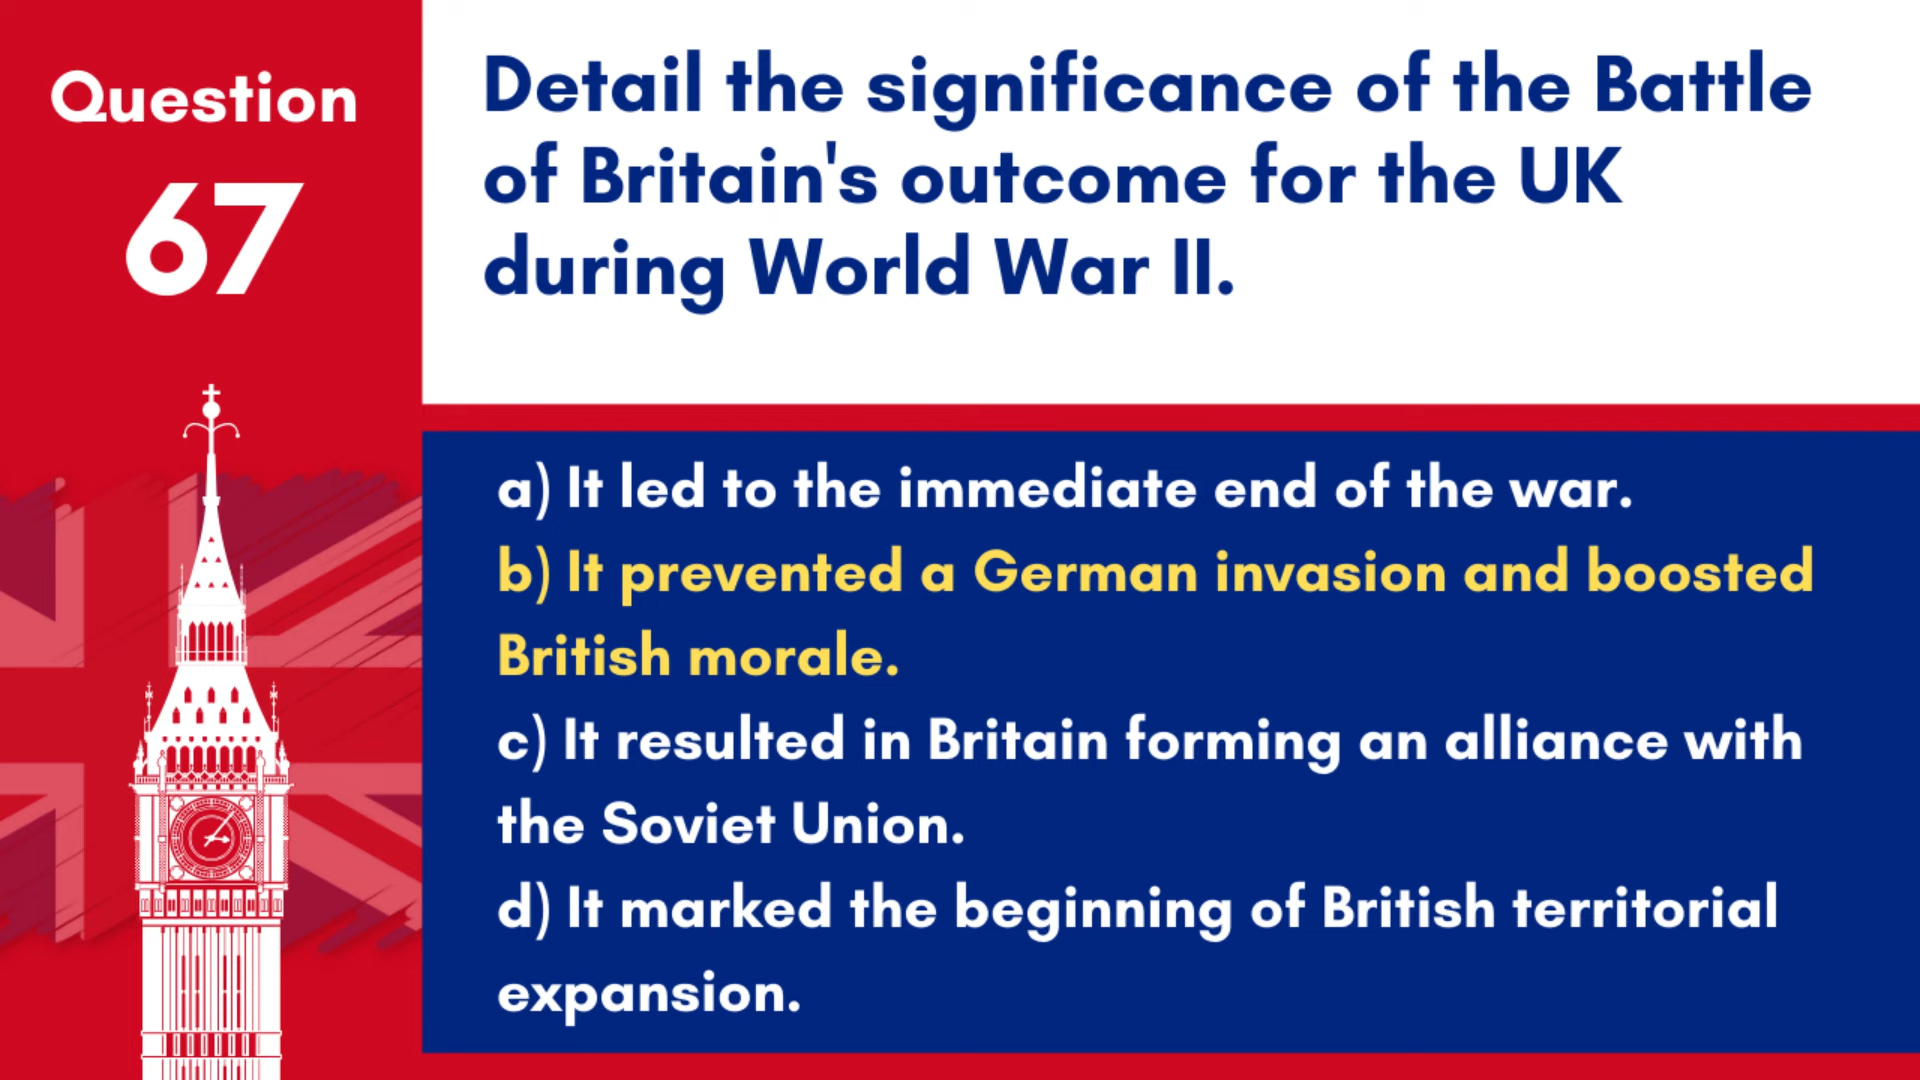 Question
67
Detail the significance of the Battle
of Britain's outcome for the UK
during World War II.
a) It led to the immediate end of the war.
b) It prevented a German invasion and boosted
British morale.
c) It resulted in Britain forming an alliance with
the Soviet Union.
d) It marked the beginning of British territorial
expansion.